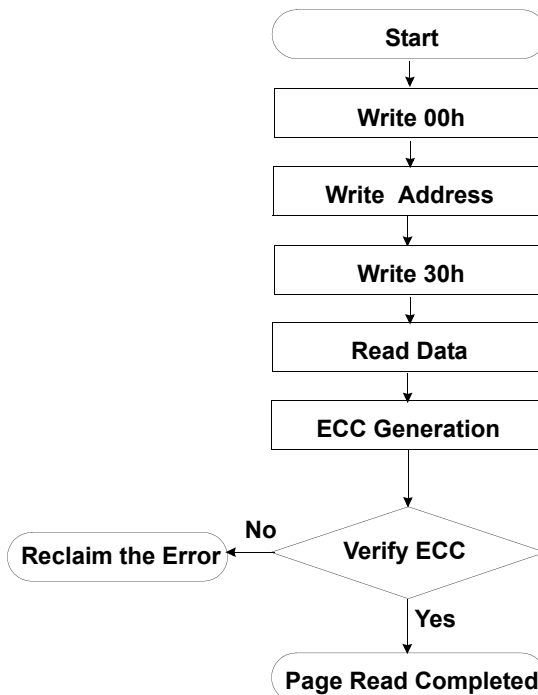 Start
Write 00h
Write Address
Write 30h
Read Data
ECC Generation
No
Reclaim the Error
Verify ECC
Yes
Page Read Completed